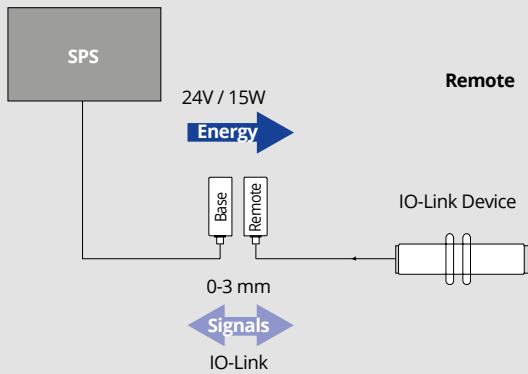 SPS
Remote
24V / 15W
Energy
Base
Remote
IO-Link Device
0-3 mm
Signals
IO-Link